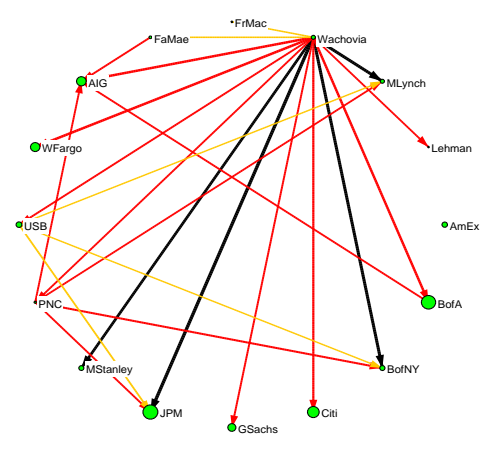 FrMac
FaMae
Wachovia
AIG
MLynch
WFargo
Lehman
USB
AmEx
PNC
BofA
MStanley
BofNY
JPM
Citi
GSachs